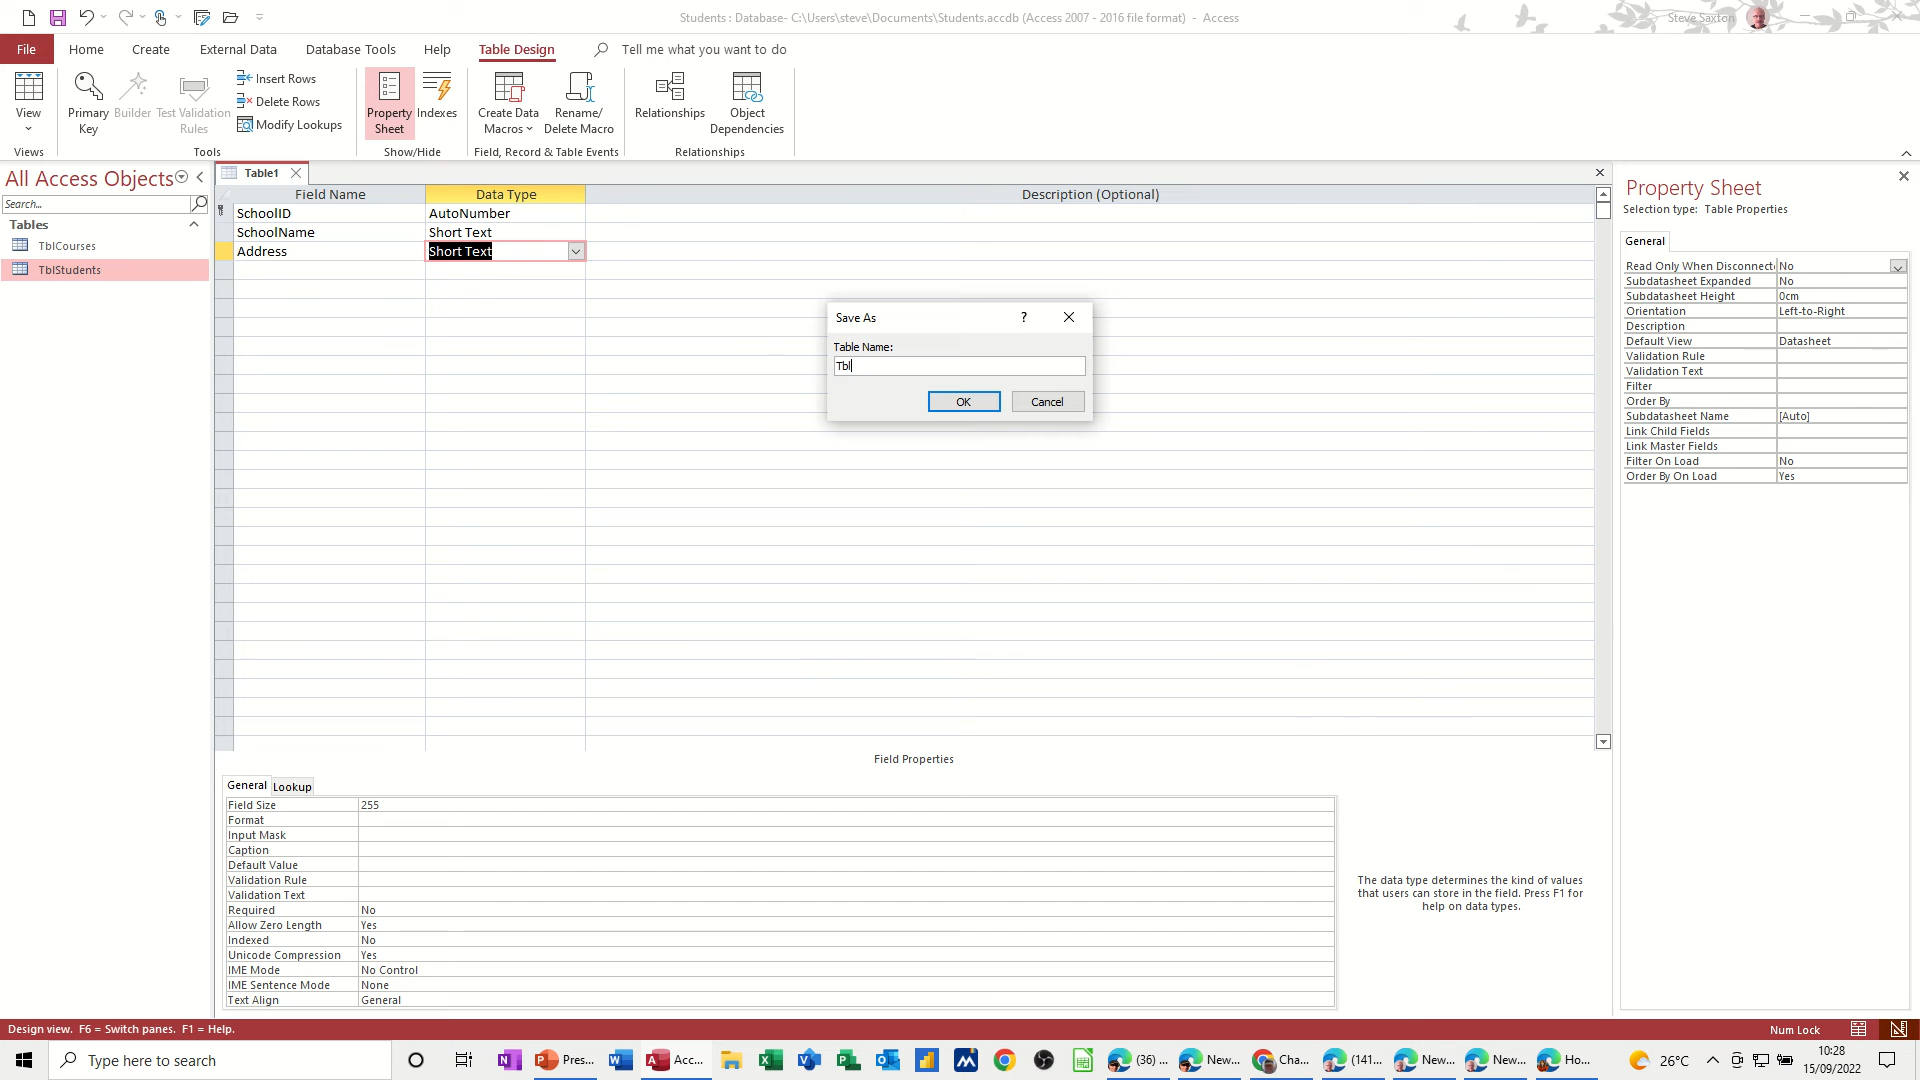 Students : Database- C:\Users\steve\Documents\Students.accdb (Access 2007 - 2016 file format) - Access
Steve Saxton
File
Home
Create
External Data
Database Tools
Help
Table Design
Tell me what you want to do
View
Primary Key
Builder
Test Validation Rules
Insert Rows
Delete Rows
Modify Lookups
Property Sheet
Indexes
Create Data Macros
Rename/ Delete Macro
Relationships
Object Dependencies
Views
Tools
Show/Hide
Field, Record & Table Events
Relationships
All Access Objects
Search...
Tables
TblCourses
TblStudents
Table1
Field Name Data Type Description (Optional)
SchoolID AutoNumber
SchoolName Short Text
Address Short Text
Save As ?
Table Name:
Tbl
OK Cancel
Field Properties
General Lookup
Field Size 255
Format
Input Mask
Caption
Default Value
Validation Rule
Validation Text
Required No
Allow Zero Length Yes
Indexed No
Unicode Compression Yes
IME Mode No Control
IME Sentence Mode None
Text Align General
The data type determines the kind of values
that users can store in the field. Press F1 for
help on data types.
Property Sheet
Selection type: Table Properties
General
Read Only When Disconnect No
Subdatasheet Expanded No
Subdatasheet Height 0cm
Orientation Left-to-Right
Description
Default View Datasheet
Validation Rule
Validation Text
Filter
Order By
Subdatasheet Name [Auto]
Link Child Fields
Link Master Fields
Filter On Load No
Order By On Load Yes
Design view. F6 = Switch panes. F1 = Help.
Num Lock
Type here to search
Pres...
Acc...
(36) ...
New...
Cha...
(141...
New...
New...
Ho...
26°C
10:28
15/09/2022